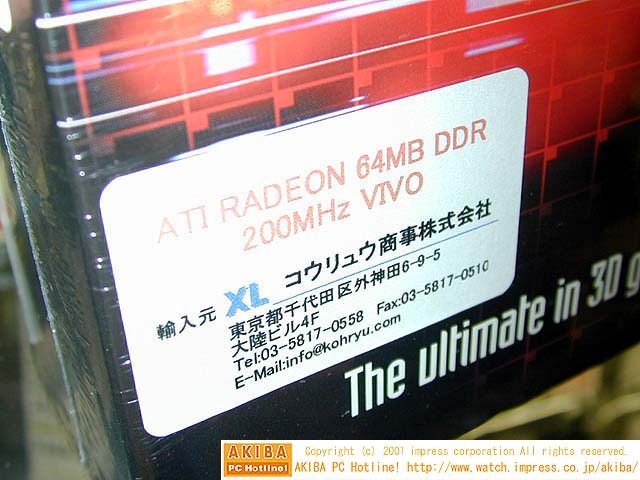 ATI RADEON 64MB DDR
200MHz VIVO
輸入元 XL コウリュウ商事株式会社
東京都千代田区外神田6-9-5
大陸ビル4F
Tel:03-5817-0558 Fax:03-5817-0510
E-Mail:info@kohryu.com
The ultimate in 3D g
AKIBA
PC Hotline!
Copyright (c) 2001 impress corporation All rights reserved.
AKIBA PC Hotline! http://www.watch.impress.co.jp/akiba/